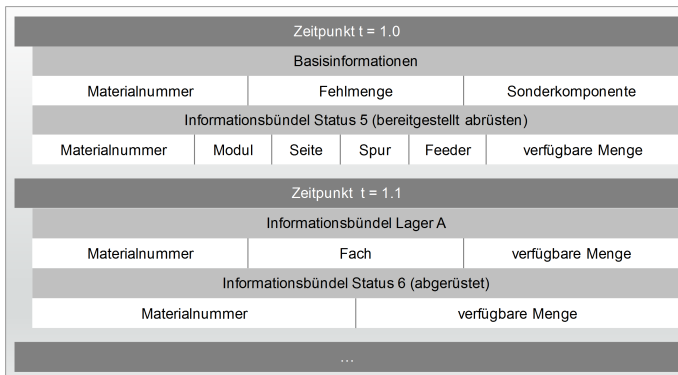 Zeitpunkt t = 1.0
Basisinformationen
Materialnummer Fehlmenge Sonderkomponente
Informationsbündel Status 5 (bereitgestellt abrüsten)
Materialnummer Modul Seite Spur Feeder verfügbare Menge
Zeitpunkt t = 1.1
Informationsbündel Lager A
Materialnummer Fach verfügbare Menge
Informationsbündel Status 6 (abgerüstet)
Materialnummer verfügbare Menge
...